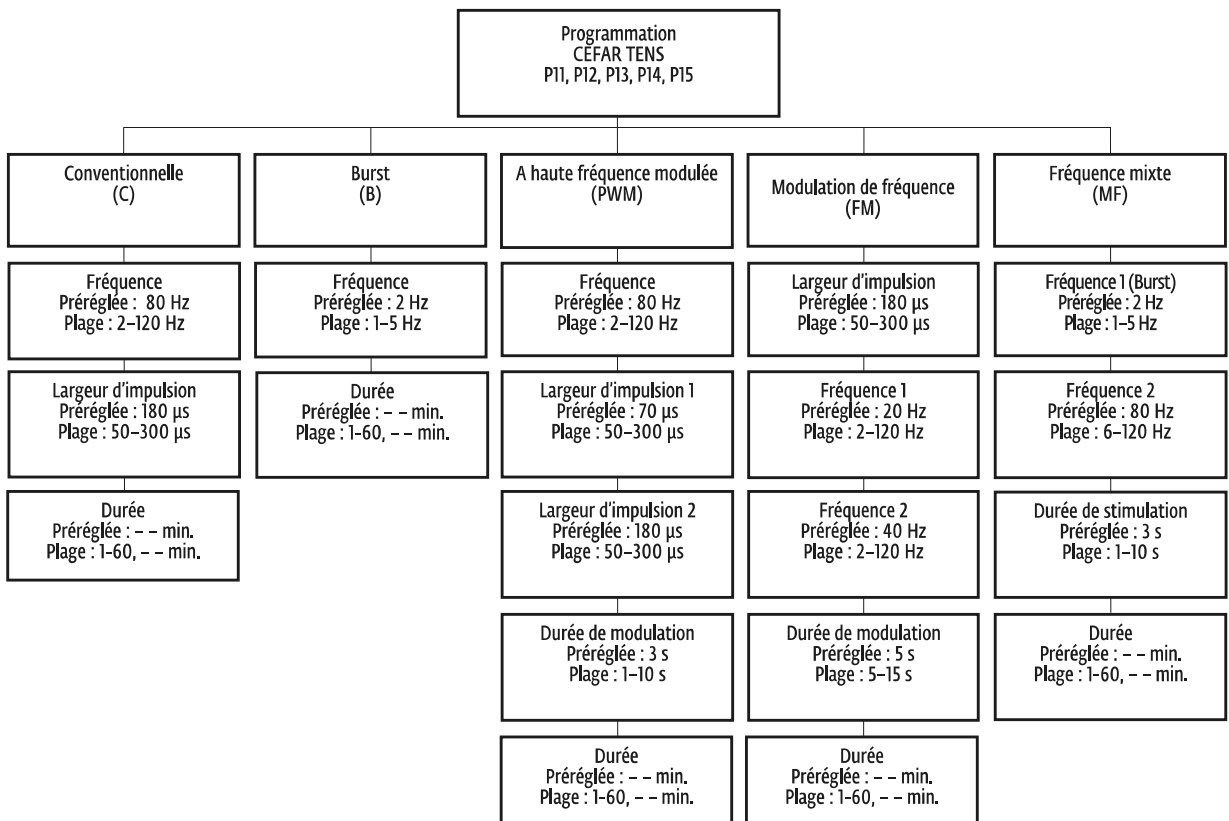 Programmation
CEFAR TENS
P11, P12, P13, P14, P15
Conventionnelle
(C)
Fréquence
Préréglée : 80 Hz
Plage : 2–120 Hz
Largeur d'impulsion
Préréglée : 180 µs
Plage : 50–300 µs
Durée
Préréglée : – – min.
Plage : 1-60, – – min.
Burst
(B)
Fréquence
Préréglée : 2 Hz
Plage : 1–5 Hz
Durée
Préréglée : – – min.
Plage : 1-60, – – min.
A haute fréquence modulée
(PWM)
Fréquence
Préréglée : 80 Hz
Plage : 2–120 Hz
Largeur d'impulsion 1
Préréglée : 70 µs
Plage : 50–300 µs
Largeur d'impulsion 2
Préréglée : 180 µs
Plage : 50–300 µs
Durée de modulation
Préréglée : 3 s
Plage : 1–10 s
Durée
Préréglée : – – min.
Plage : 1-60, – – min.
Modulation de fréquence
(FM)
Largeur d'impulsion
Préréglée : 180 µs
Plage : 50–300 µs
Fréquence 1
Préréglée : 20 Hz
Plage : 2–120 Hz
Fréquence 2
Préréglée : 40 Hz
Plage : 2–120 Hz
Durée de modulation
Préréglée : 5 s
Plage : 5–15 s
Durée
Préréglée : – – min.
Plage : 1-60, – – min.
Fréquence mixte
(MF)
Fréquence 1 (Burst)
Préréglée : 2 Hz
Plage : 1–5 Hz
Fréquence 2
Préréglée : 80 Hz
Plage : 6–120 Hz
Durée de stimulation
Préréglée : 3 s
Plage : 1–10 s
Durée
Préréglée : – – min.
Plage : 1-60, – – min.